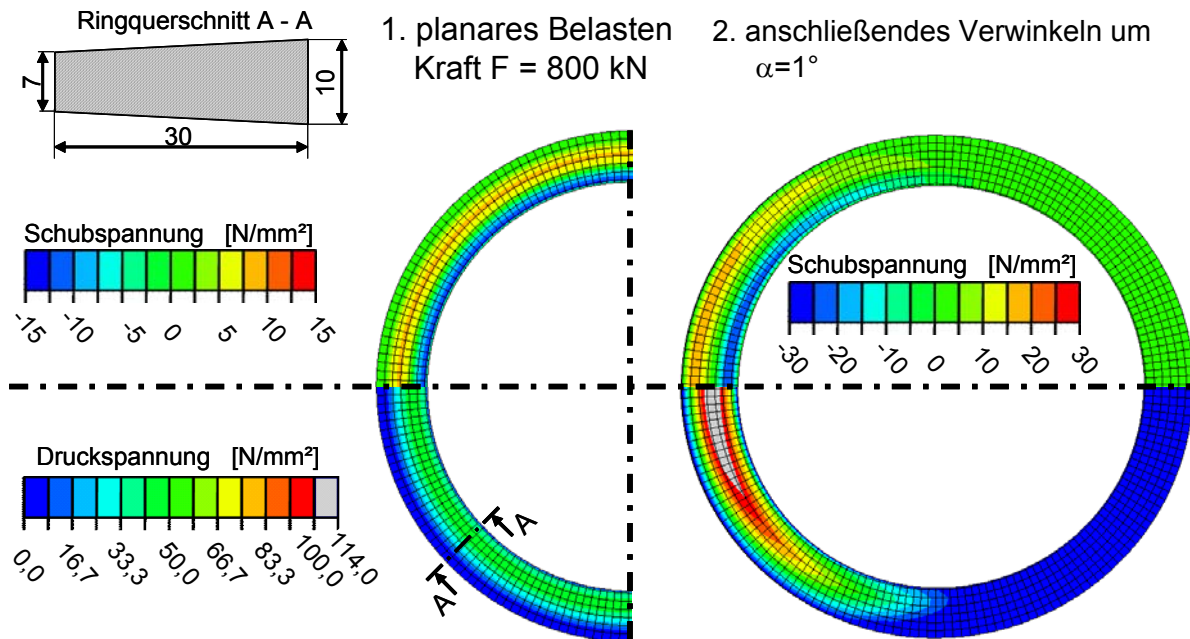 Ringquerschnitt A - A
7
10
30
1. planares Belasten
Kraft F = 800 kN
2. anschließendes Verwinkeln um
α=1°
Schubspannung [N/mm²]
-15 -10 -5 0 5 10 15
Schubspannung [N/mm²]
-30 -20 -10 0 10 20 30
Druckspannung [N/mm²]
0,0 16,7 33,3 50,0 66,7 83,3 100,0 114,0
A
A